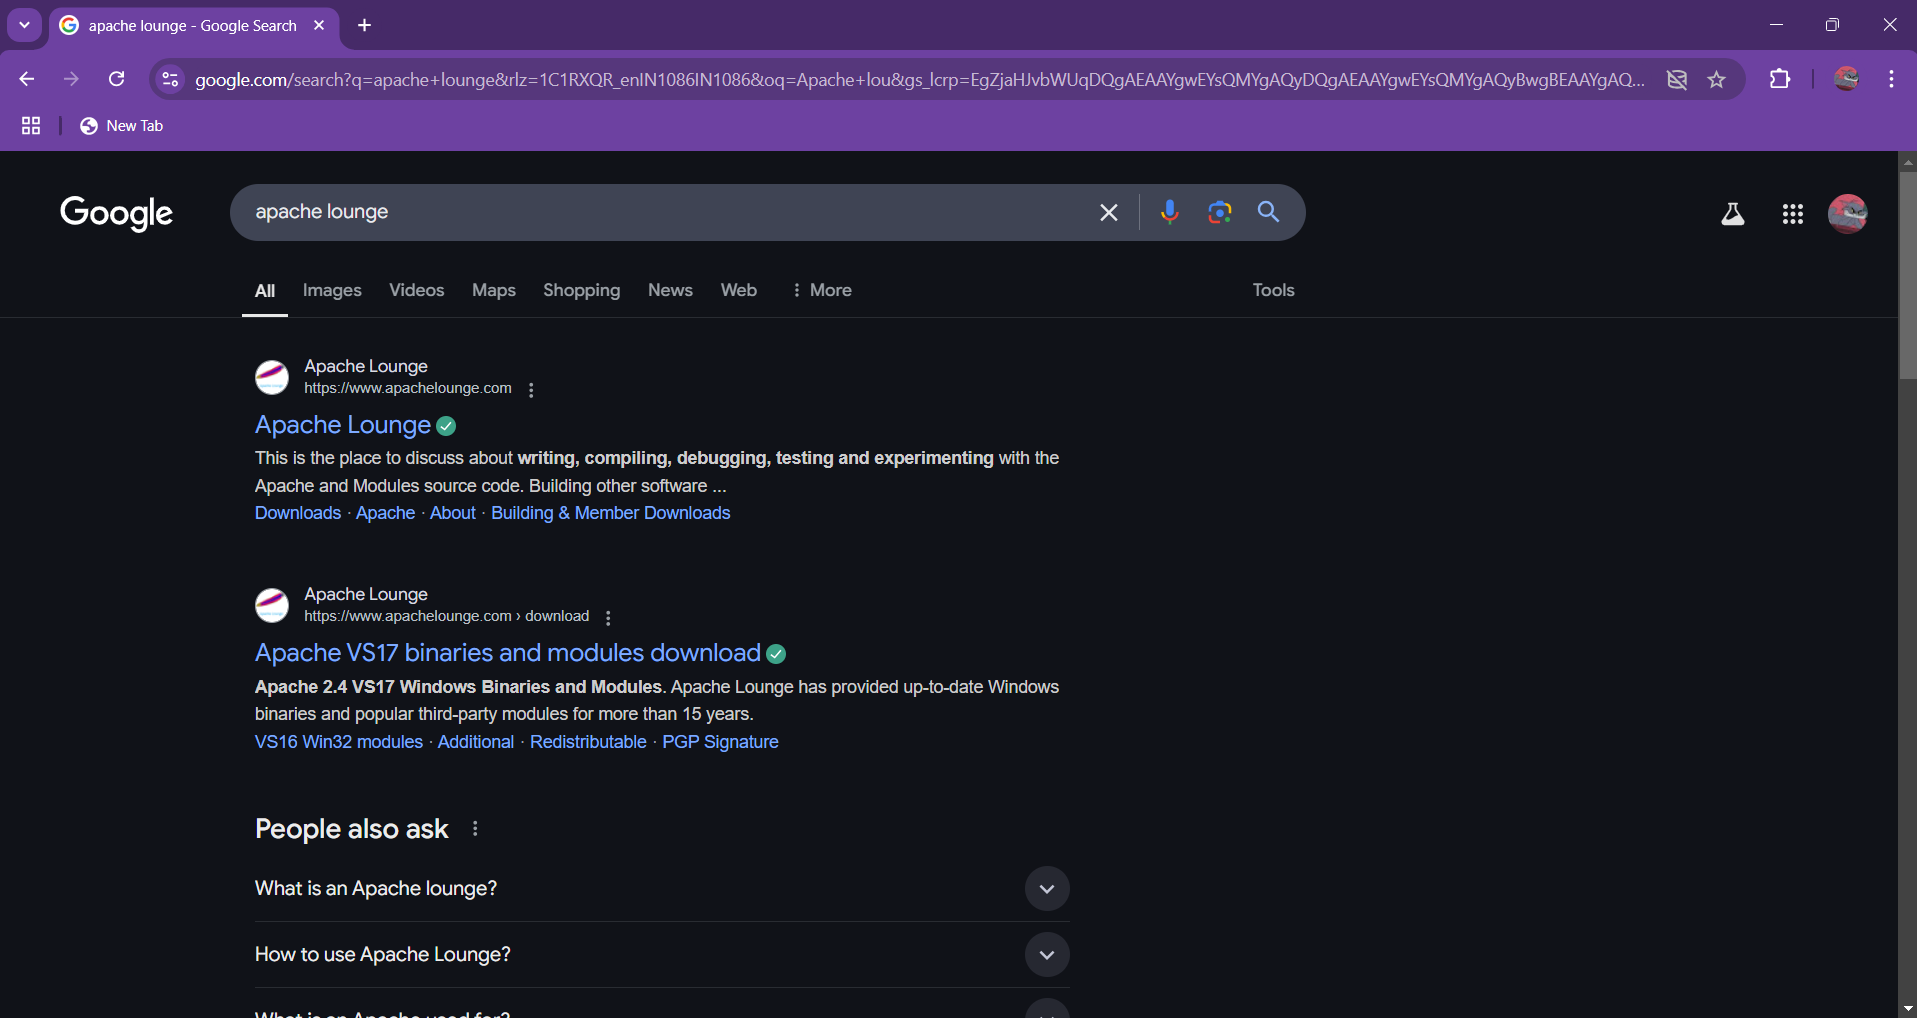 apache lounge - Google Search
google.com/search?q=apache+lounge&rlz=1C1RXQR_enIN1086IN1086&oq=Apache+lou&gs_lcrp=EgZjaHJvbWUqDQgAEAAYgwEYsQMYgAQyDQgAEAAYgwEYsQMYgAQyBwgBEAAYgAQ...
New Tab
Google
apache lounge
All Images Videos Maps Shopping News Web More Tools
Apache Lounge
https://www.apachelounge.com
Apache Lounge
This is the place to discuss about writing, compiling, debugging, testing and experimenting with the
Apache and Modules source code. Building other software ...
Downloads · Apache · About · Building & Member Downloads
Apache Lounge
https://www.apachelounge.com › download
Apache VS17 binaries and modules download
Apache 2.4 VS17 Windows Binaries and Modules. Apache Lounge has provided up-to-date Windows
binaries and popular third-party modules for more than 15 years.
VS16 Win32 modules · Additional · Redistributable · PGP Signature
People also ask
What is an Apache lounge?
How to use Apache Lounge?
What is an Apache used for?